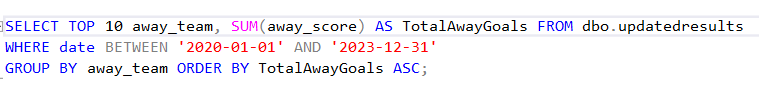 SELECT TOP 10 away_team, SUM(away_score) AS TotalAwayGoals FROM dbo.updatedresults
WHERE date BETWEEN '2020-01-01' AND '2023-12-31'
GROUP BY away_team ORDER BY TotalAwayGoals ASC;